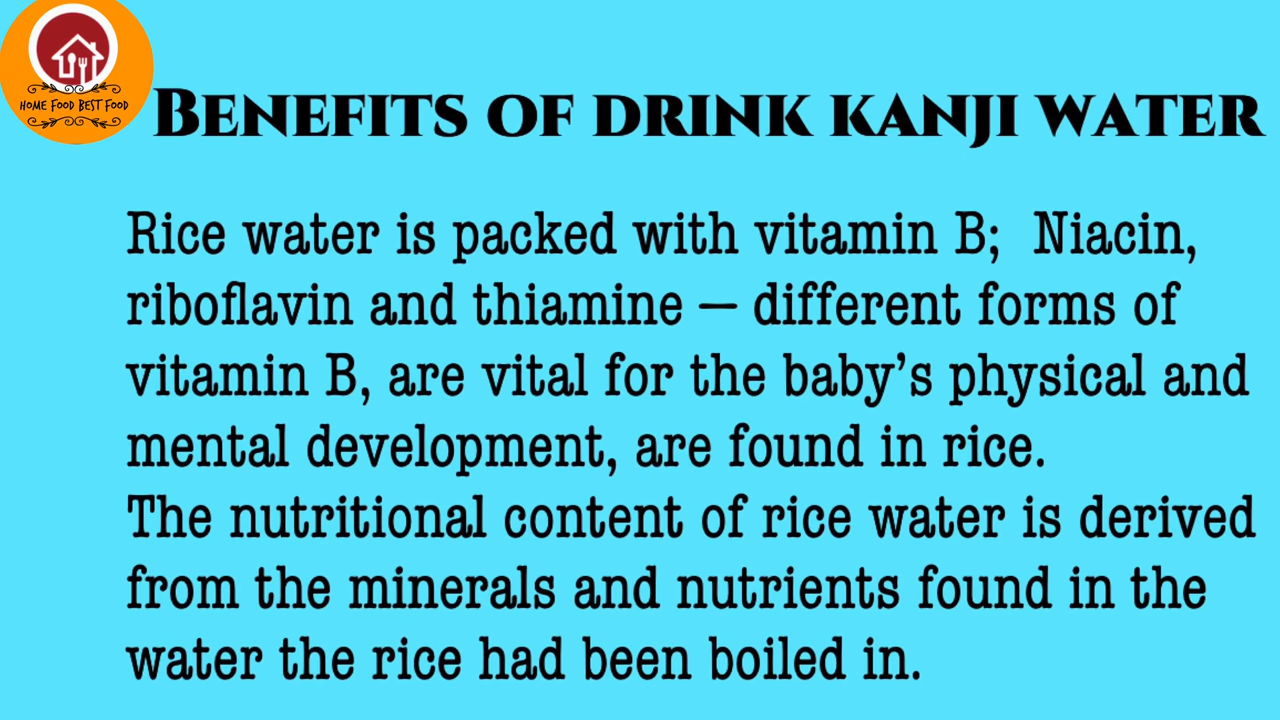 HOME FOOD BEST FOOD
BENEFITS OF DRINK KANJI WATER
Rice water is packed with vitamin B;  Niacin,
riboflavin and thiamine — different forms of
vitamin B, are vital for the baby’s physical and
mental development, are found in rice.
The nutritional content of rice water is derived
from the minerals and nutrients found in the
water the rice had been boiled in.